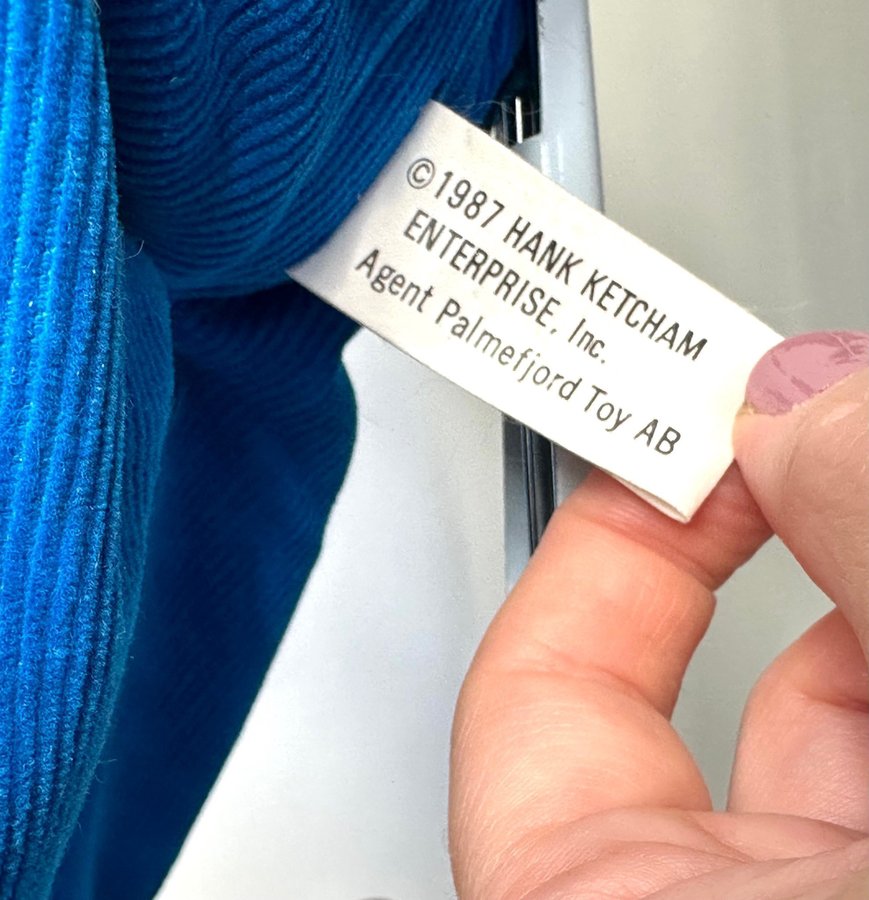 ©1987 HANK KETCHAM
ENTERPRISE, Inc.
Agent Palmefjord Toy AB